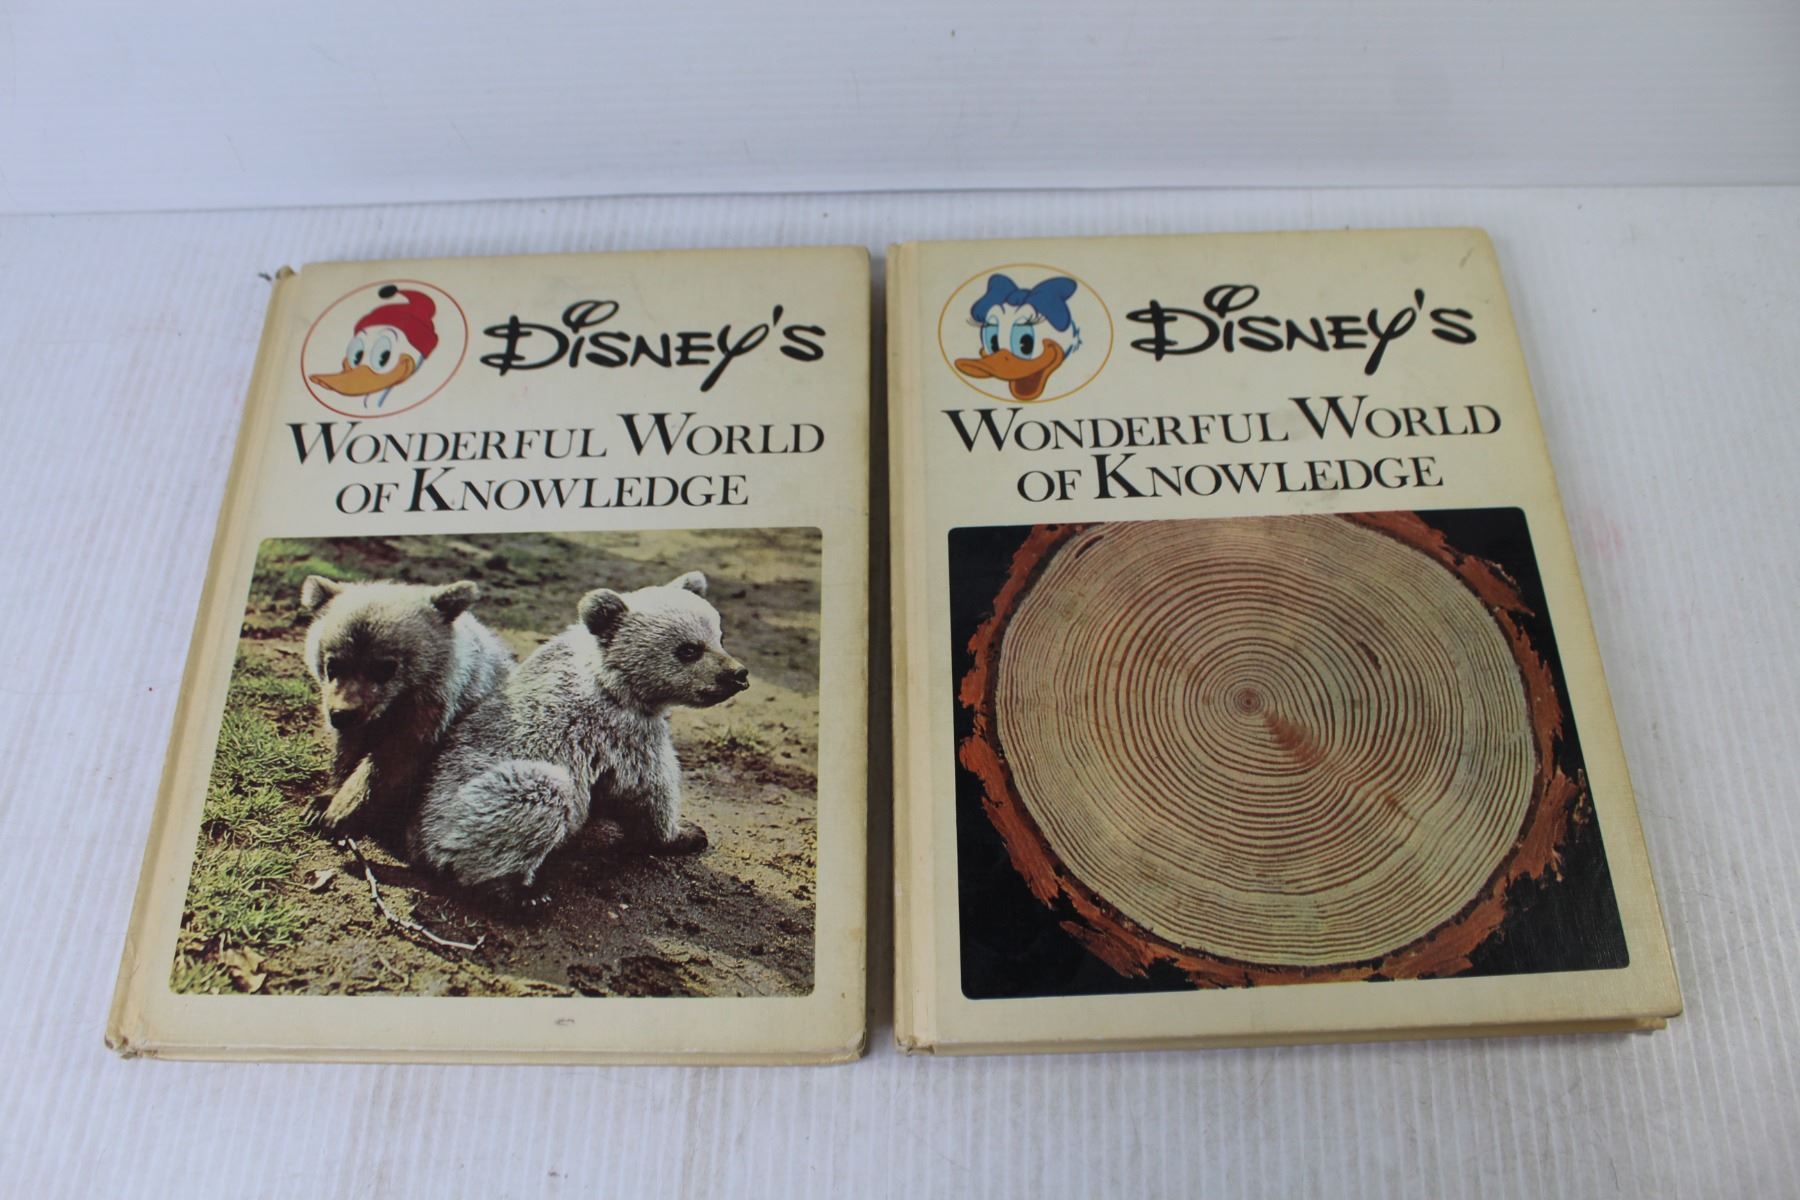 Disney's
Wonderful World
of Knowledge
Disney's
Wonderful World
of Knowledge